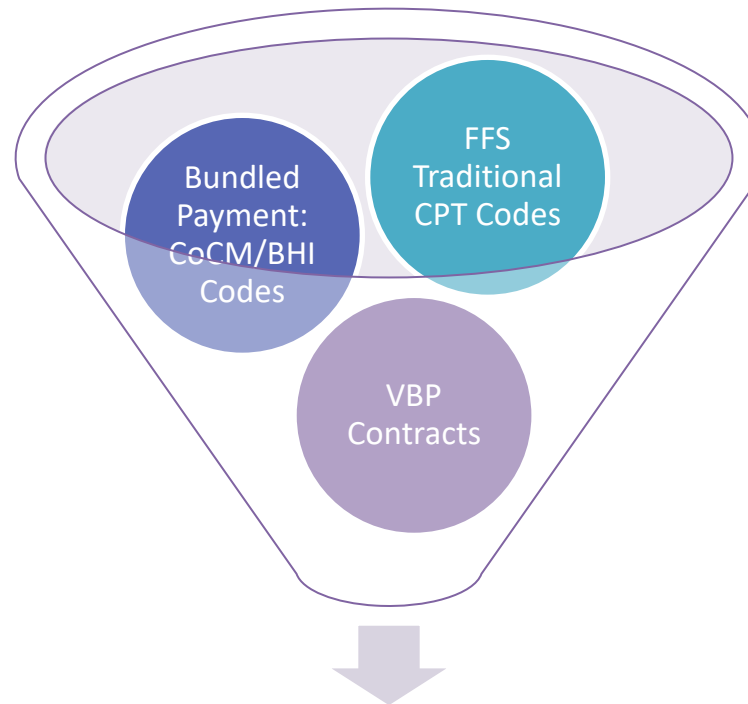 Bundled
Payment:
CoCM/BHI
Codes
FFS
Traditional
CPT Codes
VBP
Contracts